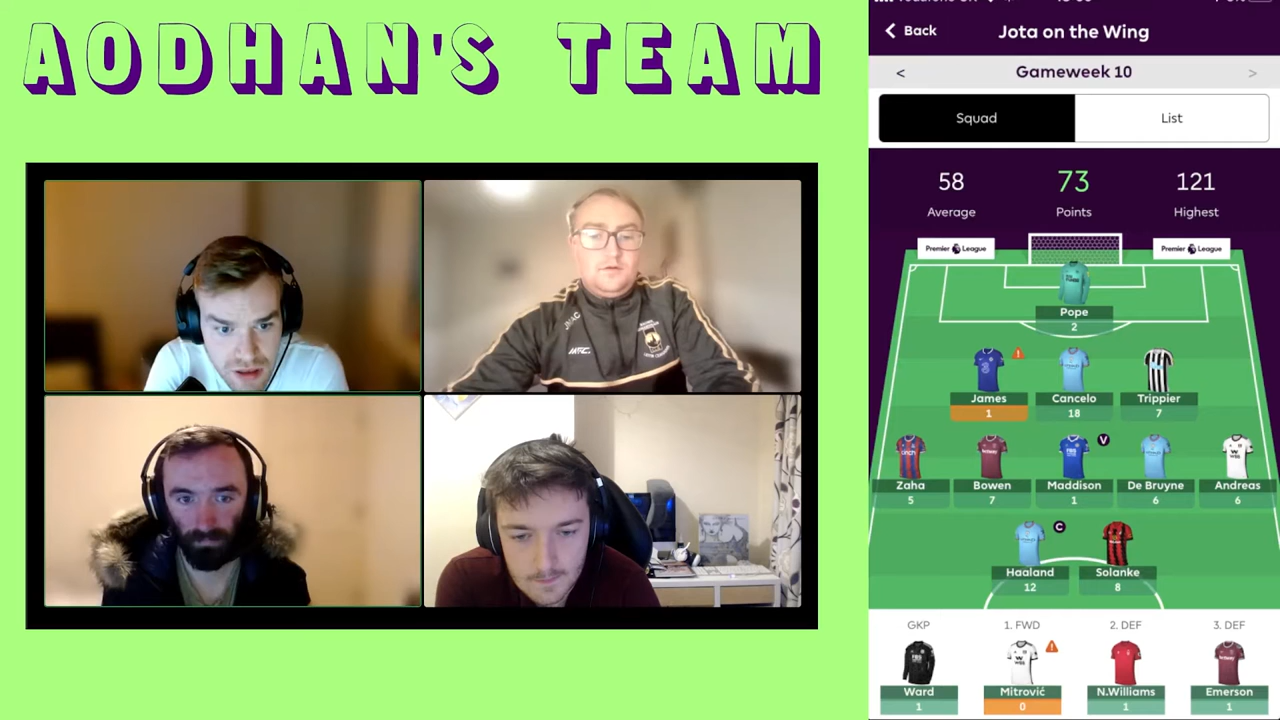 AODHAN'S TEAM
Back
Jota on the Wing
<
Gameweek 10
>
Squad
List
58
73
121
Average
Points
Highest
Premier League
Premier League
Pope
2
James
Cancelo
Trippier
1
18
7
V
Zaha
Bowen
Maddison
De Bruyne
Andreas
5
7
1
6
6
C
Haaland
Solanke
12
8
GKP
1. FWD
2. DEF
3. DEF
Ward
Mitrović
N.Williams
Emerson
1
0
1
1